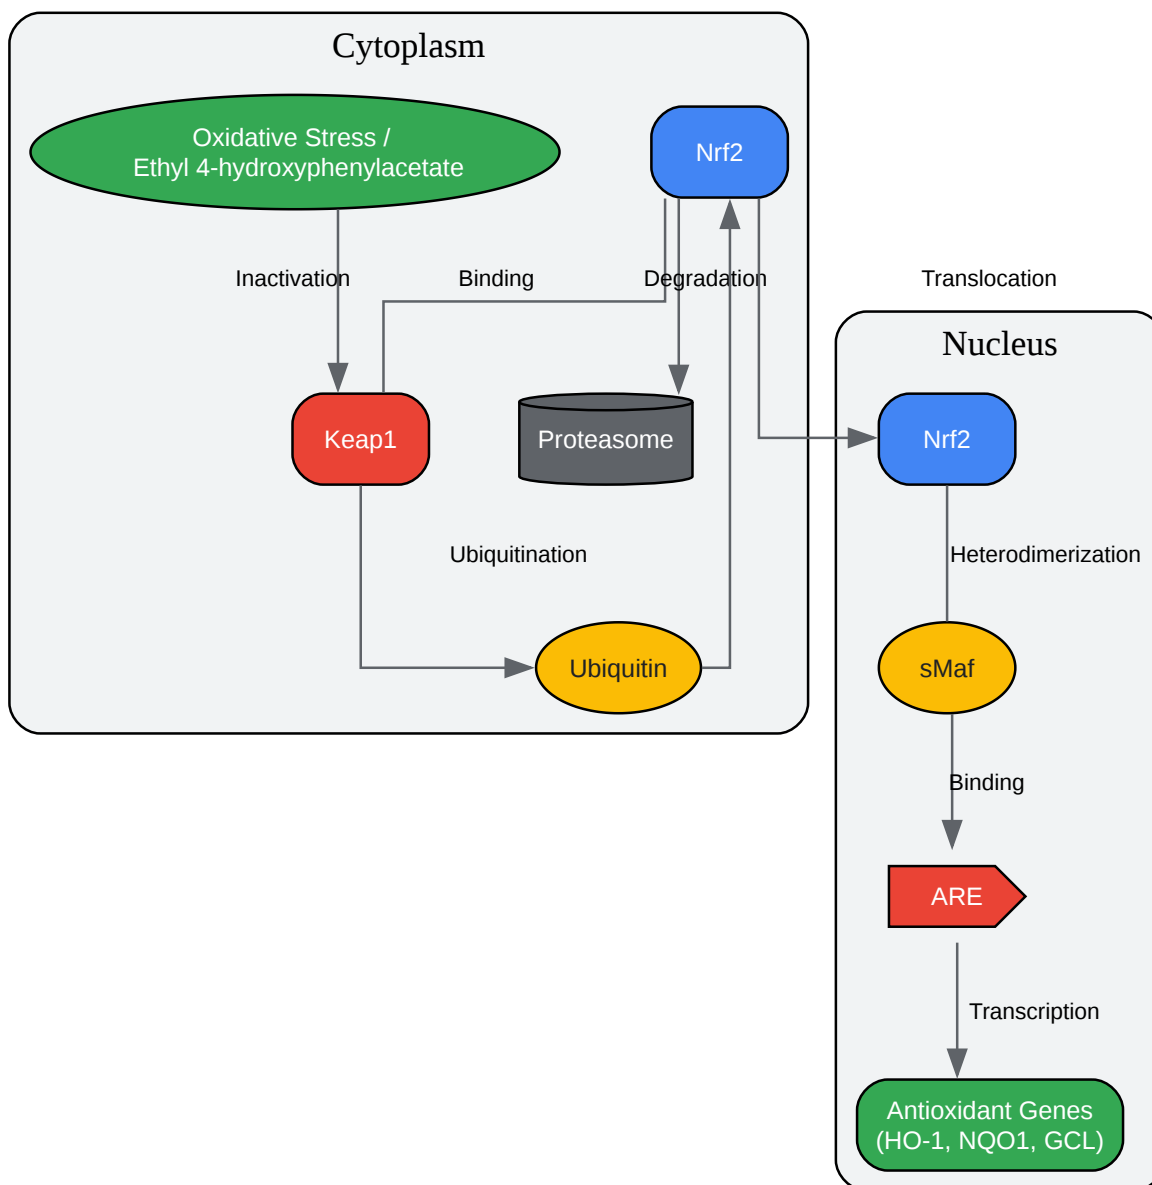 Cytoplasm
Oxidative Stress /
Ethyl 4-hydroxyphenylacetate
Nrf2
Inactivation
Binding
Degradation
Translocation
Nucleus
Keap1
Proteasome
Nrf2
Ubiquitination
Heterodimerization
Ubiquitin
sMaf
Binding
ARE
Transcription
Antioxidant Genes
(HO-1, NQO1, GCL)